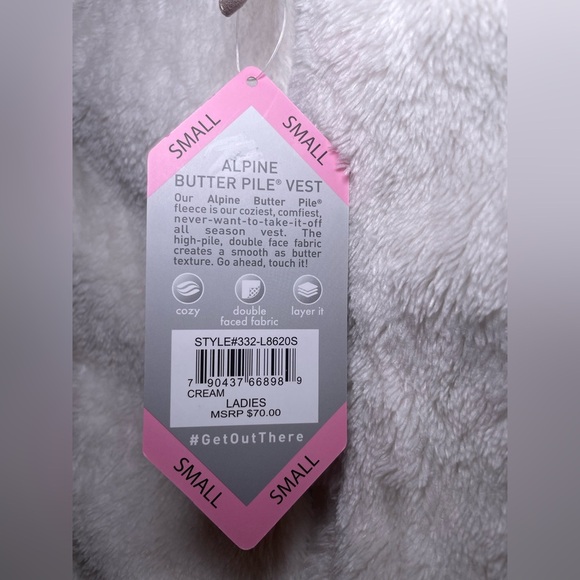 SMALL
SMALL
ALPINE
BUTTER PILE® VEST
Our Alpine Butter Pile®
fleece is our coziest, comfiest,
never-want-to-take-it-off
all season vest. The
high-pile, double face fabric
creates a smooth as butter
texture. Go ahead, touch it!
cozy
double
faced fabric
layer it
STYLE#332-L8620S
7 90437 66898 9
CREAM
LADIES
MSRP $70.00
#GetOutThere
SMALL
SMALL